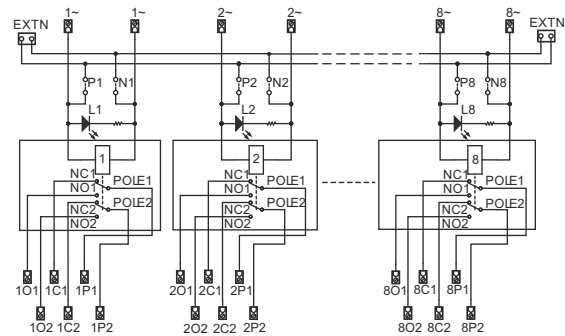 1~ 1~ 2~ 2~ 8~ 8~
EXTN EXTN
P1 N1 P2 N2 P8 N8
L1 L2 L8
1 2 8
NC1 POLE1 NC1 POLE1 NC1 POLE1
NO1 NO1 NO1
NC2 POLE2 NC2 POLE2 NC2 POLE2
NO2 NO2 NO2
1O1 1C1 1P1 2O1 2C1 2P1 8O1 8C1 8P1
1O2 1C2 1P2 2O2 2C2 2P2 8O2 8C2 8P2